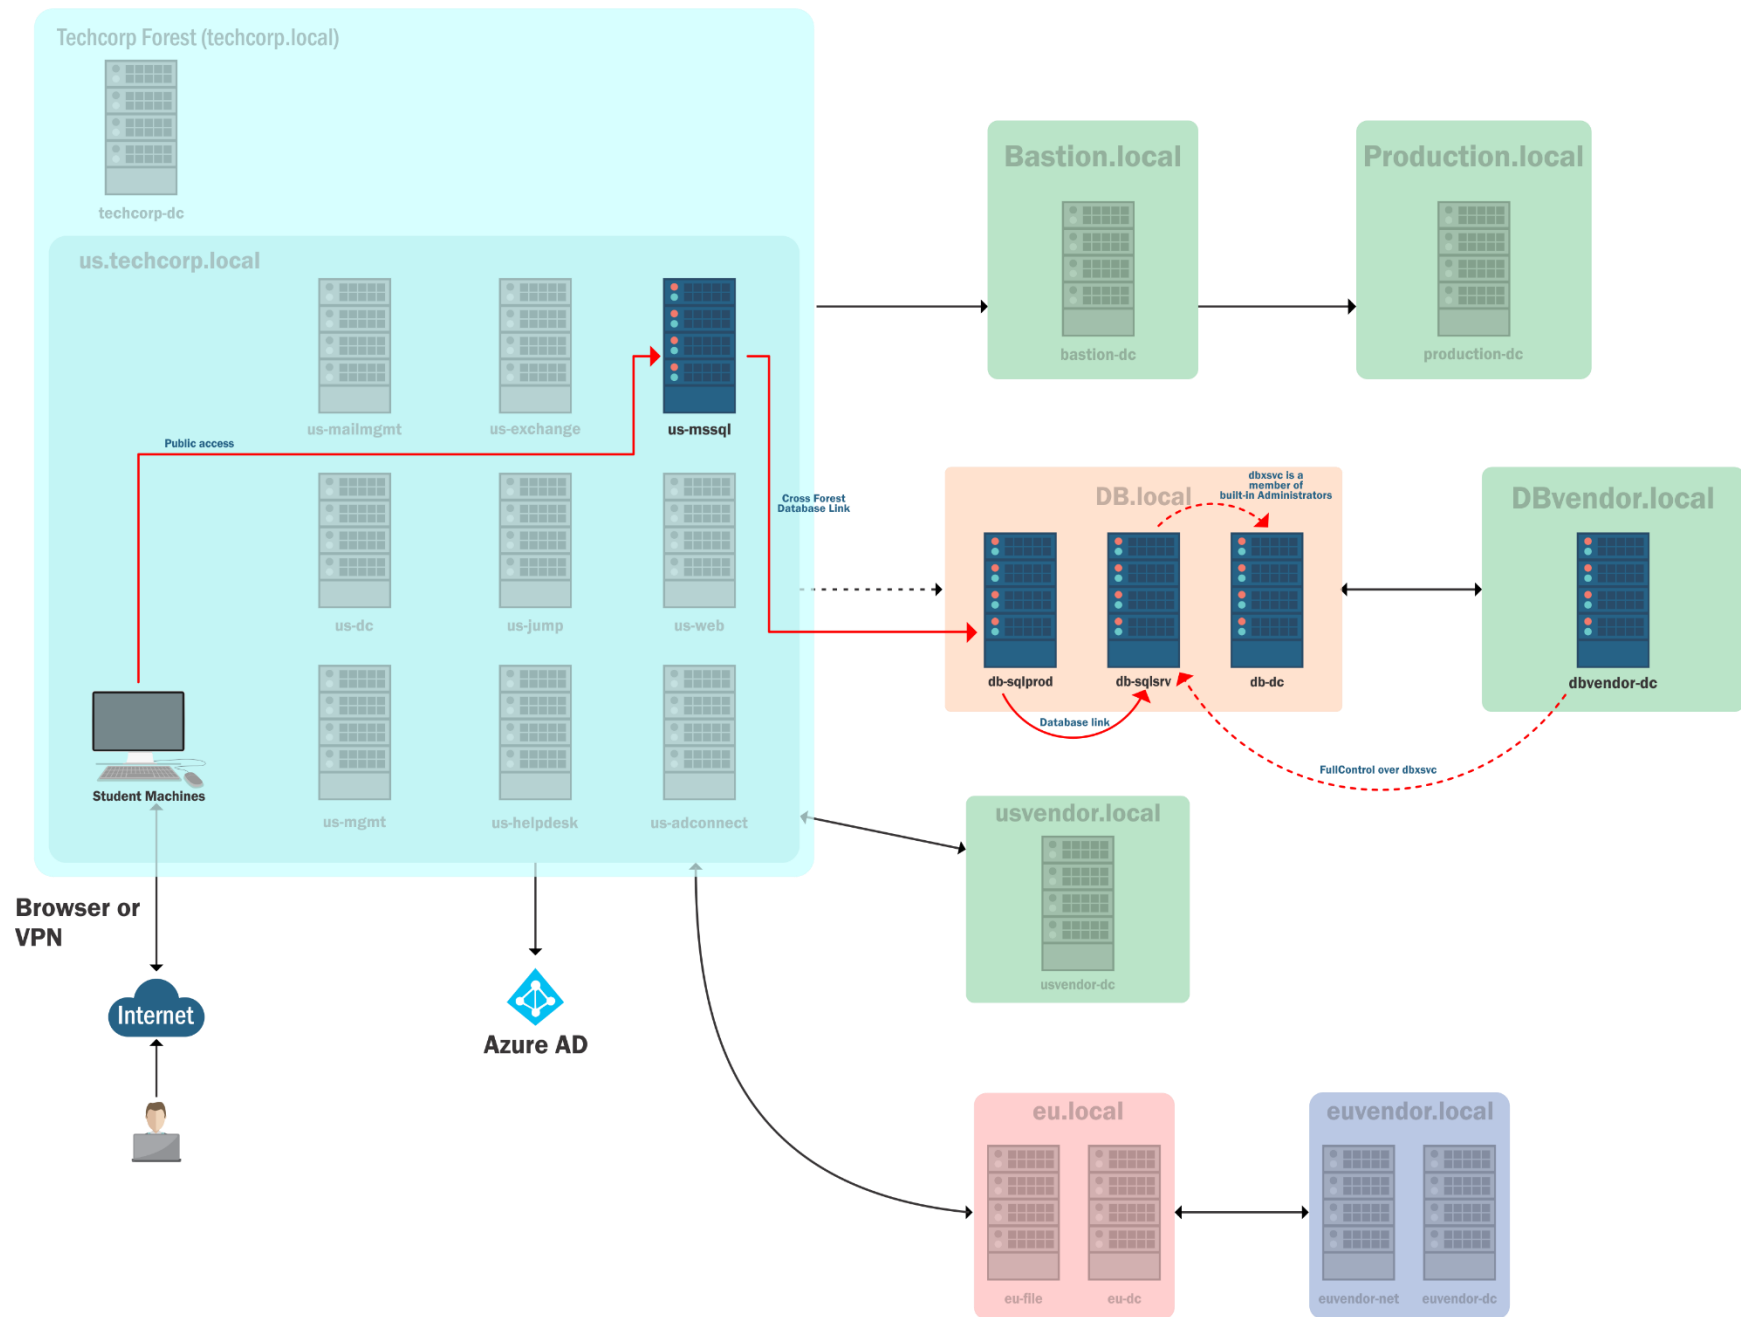 Techcorp Forest (techcorp.local)
techcorp-dc
us.techcorp.local
us-mailmgmt
us-exchange
us-mssql
Public access
Cross Forest
Database Link
us-dc
us-jump
us-web
Student Machines
us-mgmt
us-helpdesk
us-adconnect
Bastion.local
bastion-dc
Production.local
production-dc
DB.local
dbxsvc is a
member of
built-in Administrators
db-sqlprod
db-sqlsrv
db-dc
Database link
DBvendor.local
dbvendor-dc
FullControl over dbxsvc
usvendor.local
usvendor-dc
Browser or
VPN
Internet
Azure AD
eu.local
eu-file
eu-dc
euvendor.local
euvendor-net
euvendor-dc